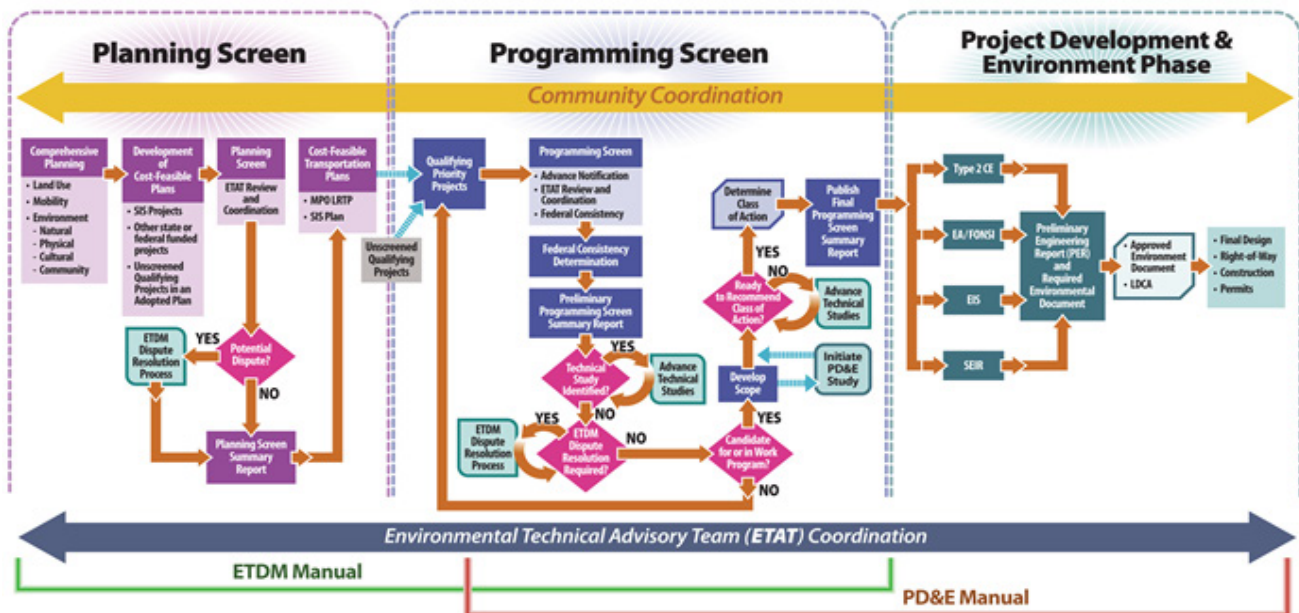 Planning Screen
Programming Screen
Project Development &
Environment Phase
Community Coordination
Comprehensive
Planning
• Land Use
• Mobility
• Environment
- Natural
- Physical
- Cultural
- Community
Development
of
Cost-Feasible
Plans
• SIS Projects
• Other state or
federal funded
projects
• Unscreened
Qualifying
Projects in an
Adopted Plan
Planning
Screen
ETAT Review
and
Coordination
Cost-Feasible
Transportation
Plans
• MPO LRTP
• SIS Plan
YES
ETDM
Dispute
Resolution
Process
Potential
Dispute?
NO
Planning Screen
Summary
Report
Qualifying
Priority
Projects
Unscreened
Qualifying
Projects
Programming Screen
• Advance Notification
• ETAT Review and
Coordination
• Federal Consistency
Federal Consistency
Determination
Preliminary
Programming Screen
Summary Report
YES
Technical
Study
Identified?
Advance
Technical
Studies
NO
YES
ETDM
Dispute
Resolution
Process
ETDM
Dispute
Resolution
Required?
NO
Candidate
for or in Work
Program?
NO
YES
Develop
Scope
Initiate
PD&E
Study
Ready
to Recommend
Class of
Action?
NO
Advance
Technical
Studies
YES
Determine
Class
of Action
Publish
Final
Programming
Screen
Summary
Report
Type 2 CE
EA/FONSI
EIS
SEIR
Preliminary
Engineering
Report (PER)
and
Required
Environmental
Document
• Approved
Environment
Document
• LDCA
• Final Design
• Right-of-Way
• Construction
• Permits
Environmental Technical Advisory Team (ETAT) Coordination
ETDM Manual
PD&E Manual